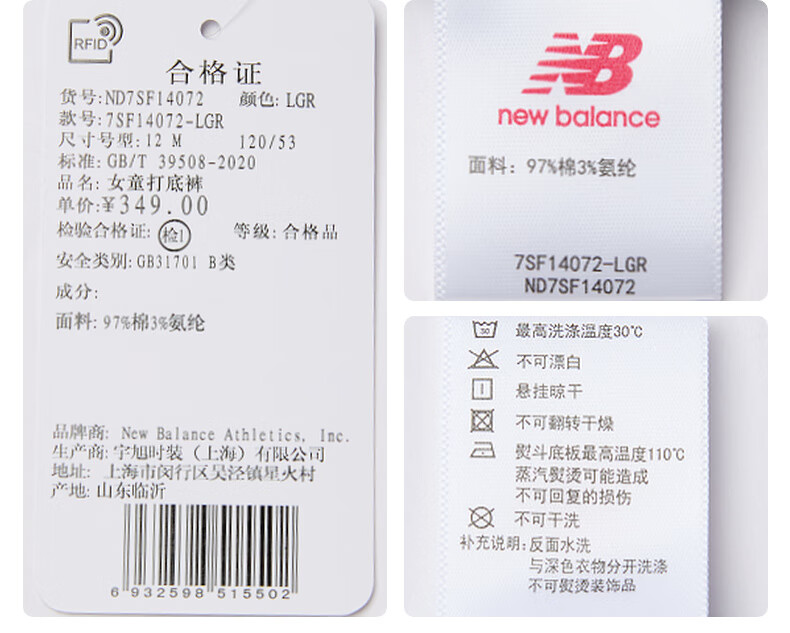 RFID
合格证
货号:ND7SF14072 颜色: LGR
款号:7SF14072-LGR
尺寸号型:12 M 120/53
标准: GB/T 39508-2020
品名: 女童打底裤
单价:¥349.00
检验合格证: 检1 等级: 合格品
安全类别: GB31701 B类
成分:
面料: 97%棉3%氨纶
品牌商: New Balance Athletics, Inc.
生产商: 宇旭时装（上海）有限公司
地址: 上海市闵行区吴泾镇星火村
产地: 山东临沂
6 932598 515502
NB
new balance
面料: 97%棉3%氨纶
7SF14072-LGR
ND7SF14072
30 最高洗涤温度30℃
不可漂白
悬挂晾干
不可翻转干燥
熨斗底板最高温度110℃
蒸汽熨烫可能造成
不可回复的损伤
不可干洗
补充说明: 反面水洗
与深色衣物分开洗涤
不可熨烫装饰品